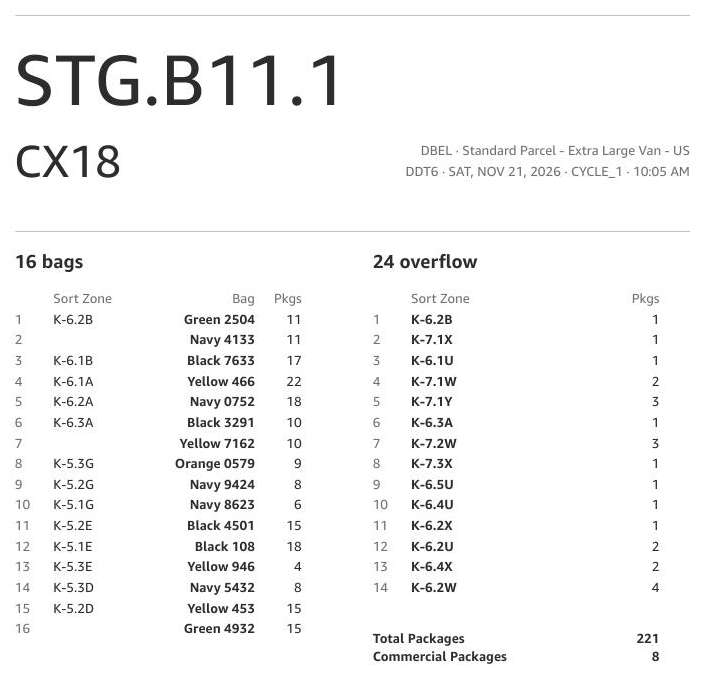 STG.B11.1
CX18
DBEL · Standard Parcel - Extra Large Van - US
DDT6 · SAT, NOV 21, 2026 · CYCLE_1 · 10:05 AM
16 bags
Sort Zone Bag Pkgs
1 K-6.2B Green 2504 11
2 Navy 4133 11
3 K-6.1B Black 7633 17
4 K-6.1A Yellow 466 22
5 K-6.2A Navy 0752 18
6 K-6.3A Black 3291 10
7 Yellow 7162 10
8 K-5.3G Orange 0579 9
9 K-5.2G Navy 9424 8
10 K-5.1G Navy 8623 6
11 K-5.2E Black 4501 15
12 K-5.1E Black 108 18
13 K-5.3E Yellow 946 4
14 K-5.3D Navy 5432 8
15 K-5.2D Yellow 453 15
16 Green 4932 15
24 overflow
Sort Zone Pkgs
1 K-6.2B 1
2 K-7.1X 1
3 K-6.1U 1
4 K-7.1W 2
5 K-7.1Y 3
6 K-6.3A 1
7 K-7.2W 3
8 K-7.3X 1
9 K-6.5U 1
10 K-6.4U 1
11 K-6.2X 1
12 K-6.2U 2
13 K-6.4X 2
14 K-6.2W 4
Total Packages 221
Commercial Packages 8